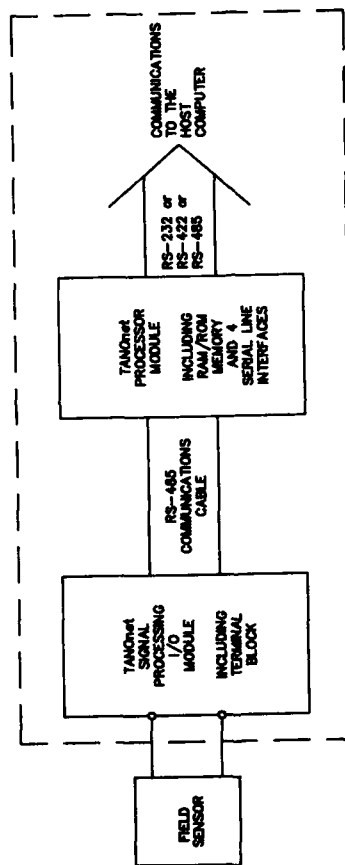 FIELD
SENSOR
TANOnet
SIGNAL
PROCESSING
I/O
MODULE
INCLUDING
TERMINAL
BLOCK
RS-485
COMMUNICATIONS
CABLE
TANOnet
PROCESSOR
MODULE
INCLUDING
RAM/ROM
MEMORY
AND 4
SERIAL LINE
INTERFACES
RS-232 or
RS-422 or
RS-485
COMMUNICATIONS
TO THE
HOST
COMPUTER